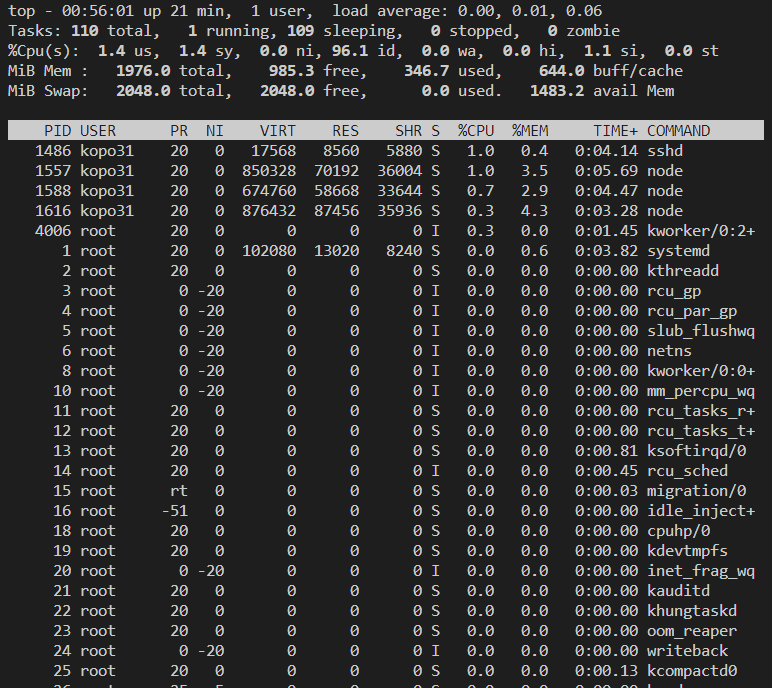 top - 00:56:01 up 21 min,  1 user,  load average: 0.00, 0.01, 0.06
Tasks: 110 total,   1 running, 109 sleeping,   0 stopped,   0 zombie
%Cpu(s):  1.4 us,  1.4 sy,  0.0 ni, 96.1 id,  0.0 wa,  0.0 hi,  1.1 si,  0.0 st
MiB Mem :   1976.0 total,    985.3 free,    346.7 used,    644.0 buff/cache
MiB Swap:   2048.0 total,   2048.0 free,      0.0 used.   1483.2 avail Mem
PID USER      PR  NI    VIRT    RES    SHR S  %CPU  %MEM     TIME+ COMMAND
1486 kopo31    20   0   17568   8560   5880 S   1.0   0.4   0:04.14 sshd
1557 kopo31    20   0  850328  70192  36004 S   1.0   3.5   0:05.69 node
1588 kopo31    20   0  674760  58668  33644 S   0.7   2.9   0:04.47 node
1616 kopo31    20   0  876432  87456  35936 S   0.3   4.3   0:03.28 node
4006 root      20   0       0      0      0 I   0.3   0.0   0:01.45 kworker/0:2+
1 root      20   0  102080  13020   8240 S   0.0   0.6   0:03.82 systemd
2 root      20   0       0      0      0 S   0.0   0.0   0:00.00 kthreadd
3 root       0 -20       0      0      0 I   0.0   0.0   0:00.00 rcu_gp
4 root       0 -20       0      0      0 I   0.0   0.0   0:00.00 rcu_par_gp
5 root       0 -20       0      0      0 I   0.0   0.0   0:00.00 slub_flushwq
6 root       0 -20       0      0      0 I   0.0   0.0   0:00.00 netns
8 root       0 -20       0      0      0 I   0.0   0.0   0:00.00 kworker/0:0+
10 root       0 -20       0      0      0 I   0.0   0.0   0:00.00 mm_percpu_wq
11 root      20   0       0      0      0 S   0.0   0.0   0:00.00 rcu_tasks_r+
12 root      20   0       0      0      0 S   0.0   0.0   0:00.00 rcu_tasks_t+
13 root      20   0       0      0      0 S   0.0   0.0   0:00.81 ksoftirqd/0
14 root      20   0       0      0      0 I   0.0   0.0   0:00.45 rcu_sched
15 root      rt   0       0      0      0 S   0.0   0.0   0:00.03 migration/0
16 root     -51   0       0      0      0 S   0.0   0.0   0:00.00 idle_inject+
18 root      20   0       0      0      0 S   0.0   0.0   0:00.00 cpuhp/0
19 root      20   0       0      0      0 S   0.0   0.0   0:00.00 kdevtmpfs
20 root       0 -20       0      0      0 I   0.0   0.0   0:00.00 inet_frag_wq
21 root      20   0       0      0      0 S   0.0   0.0   0:00.00 kauditd
22 root      20   0       0      0      0 S   0.0   0.0   0:00.00 khungtaskd
23 root      20   0       0      0      0 S   0.0   0.0   0:00.00 oom_reaper
24 root       0 -20       0      0      0 I   0.0   0.0   0:00.00 writeback
25 root      20   0       0      0      0 S   0.0   0.0   0:00.13 kcompactd0